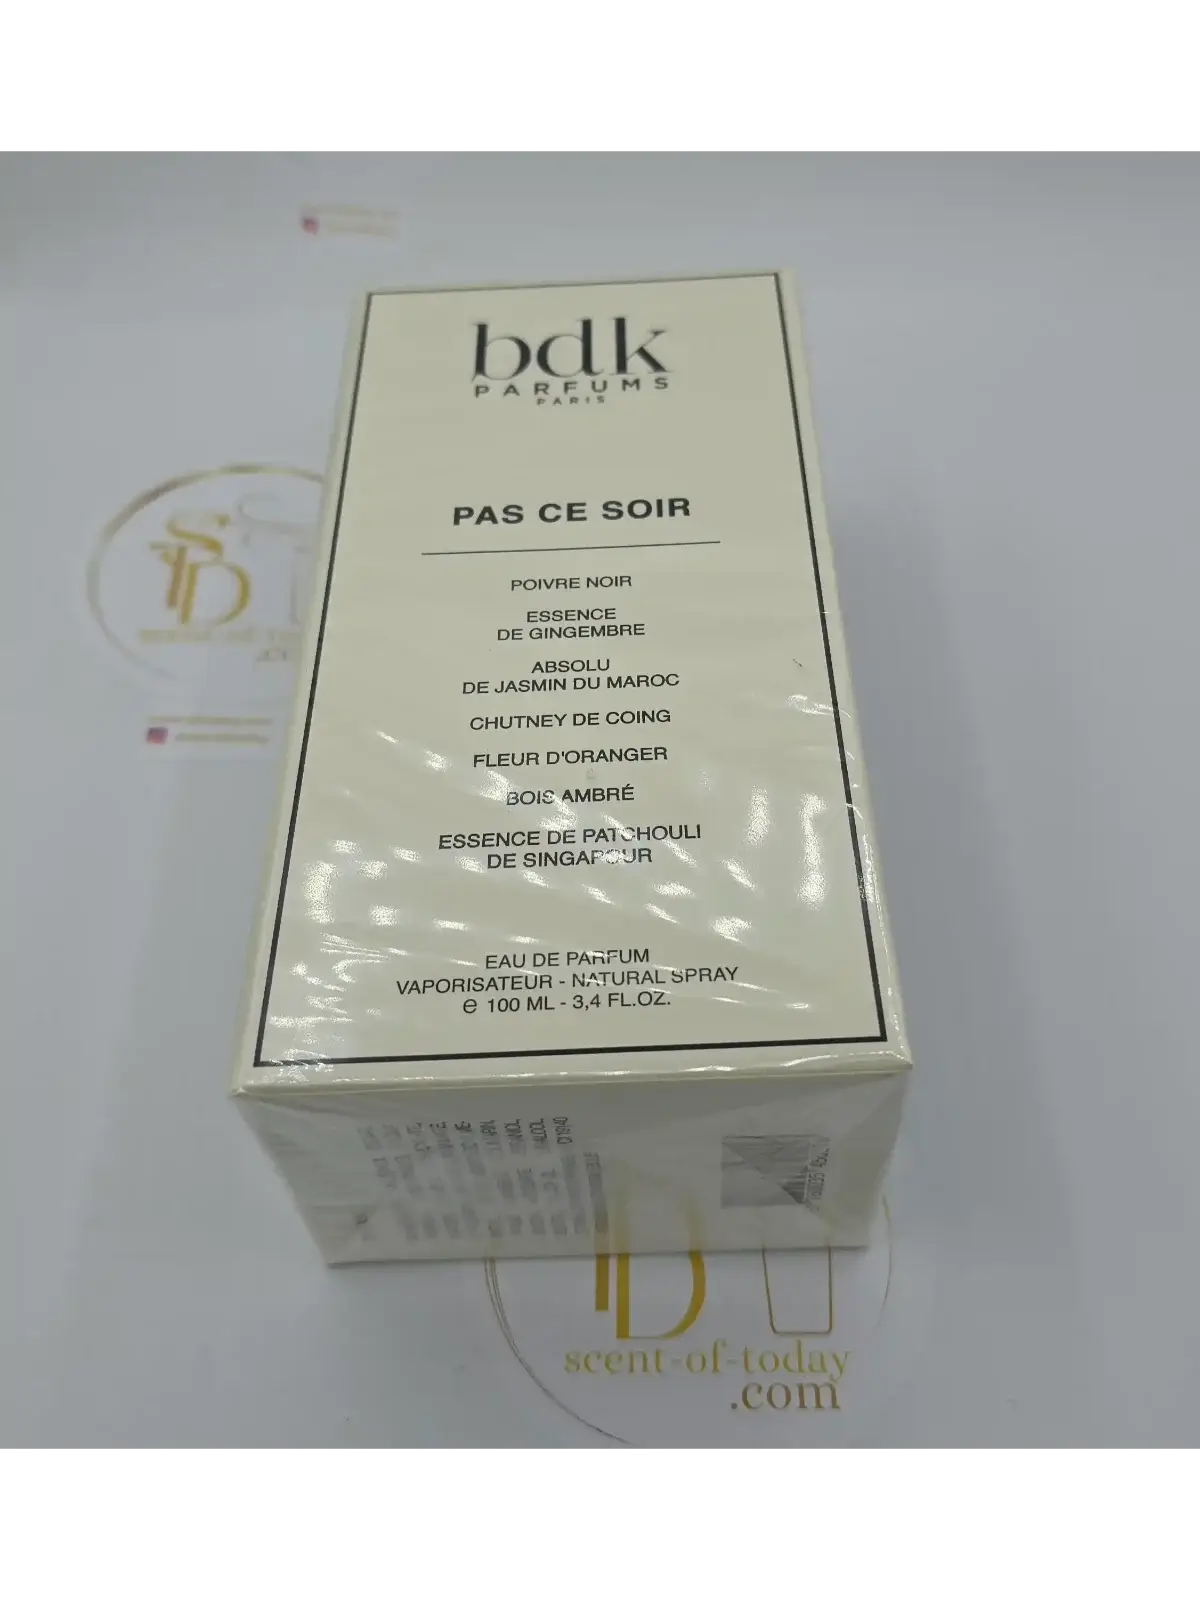 bdk
PARFUMS
PARIS
PAS CE SOIR
POIVRE NOIR
ESSENCE
DE GINGEMBRE
ABSOLU
DE JASMIN DU MAROC
CHUTNEY DE COING
FLEUR D'ORANGER
BOIS AMBRÉ
ESSENCE DE PATCHOULI
DE SINGAPOUR
EAU DE PARFUM
VAPORISATEUR - NATURAL SPRAY
e 100 ML - 3,4 FL.OZ.
scent-of-today
.com